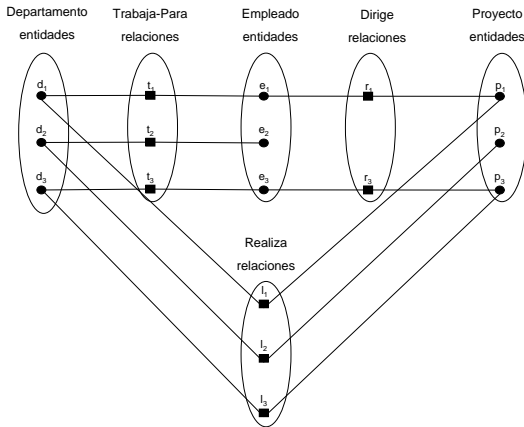 Departamento
entidades
Trabaja-Para
relaciones
Empleado
entidades
Dirige
relaciones
Proyecto
entidades
d1 t1 e1 r1 p1
d2 t2 e2 p2
d3 t3 e3 r3 p3
Realiza
relaciones
l1
l2
l3